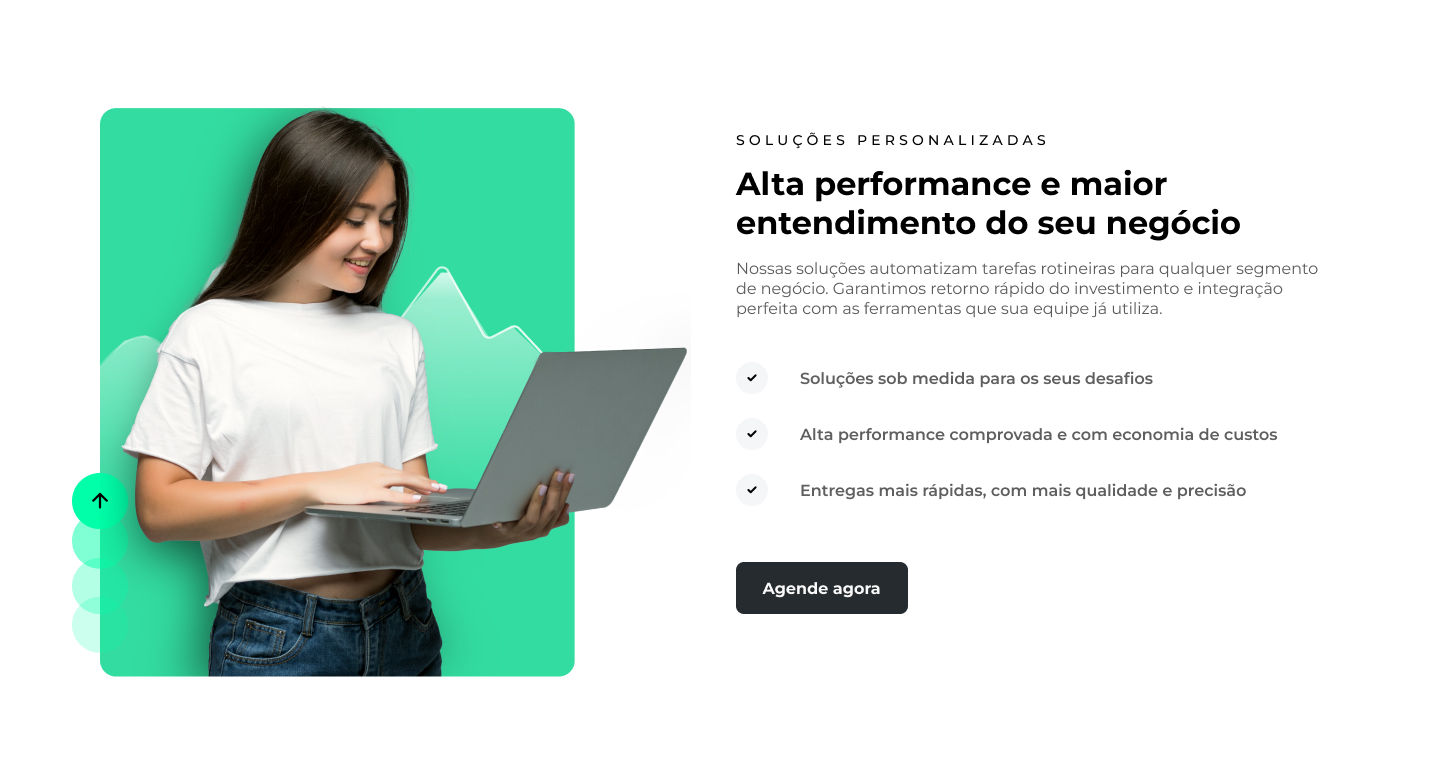 SOLUÇÕES PERSONALIZADAS
Alta performance e maior
entendimento do seu negócio
Nossas soluções automatizam tarefas rotineiras para qualquer segmento
de negócio. Garantimos retorno rápido do investimento e integração
perfeita com as ferramentas que sua equipe já utiliza.
Soluções sob medida para os seus desafios
Alta performance comprovada e com economia de custos
Entregas mais rápidas, com mais qualidade e precisão
Agende agora